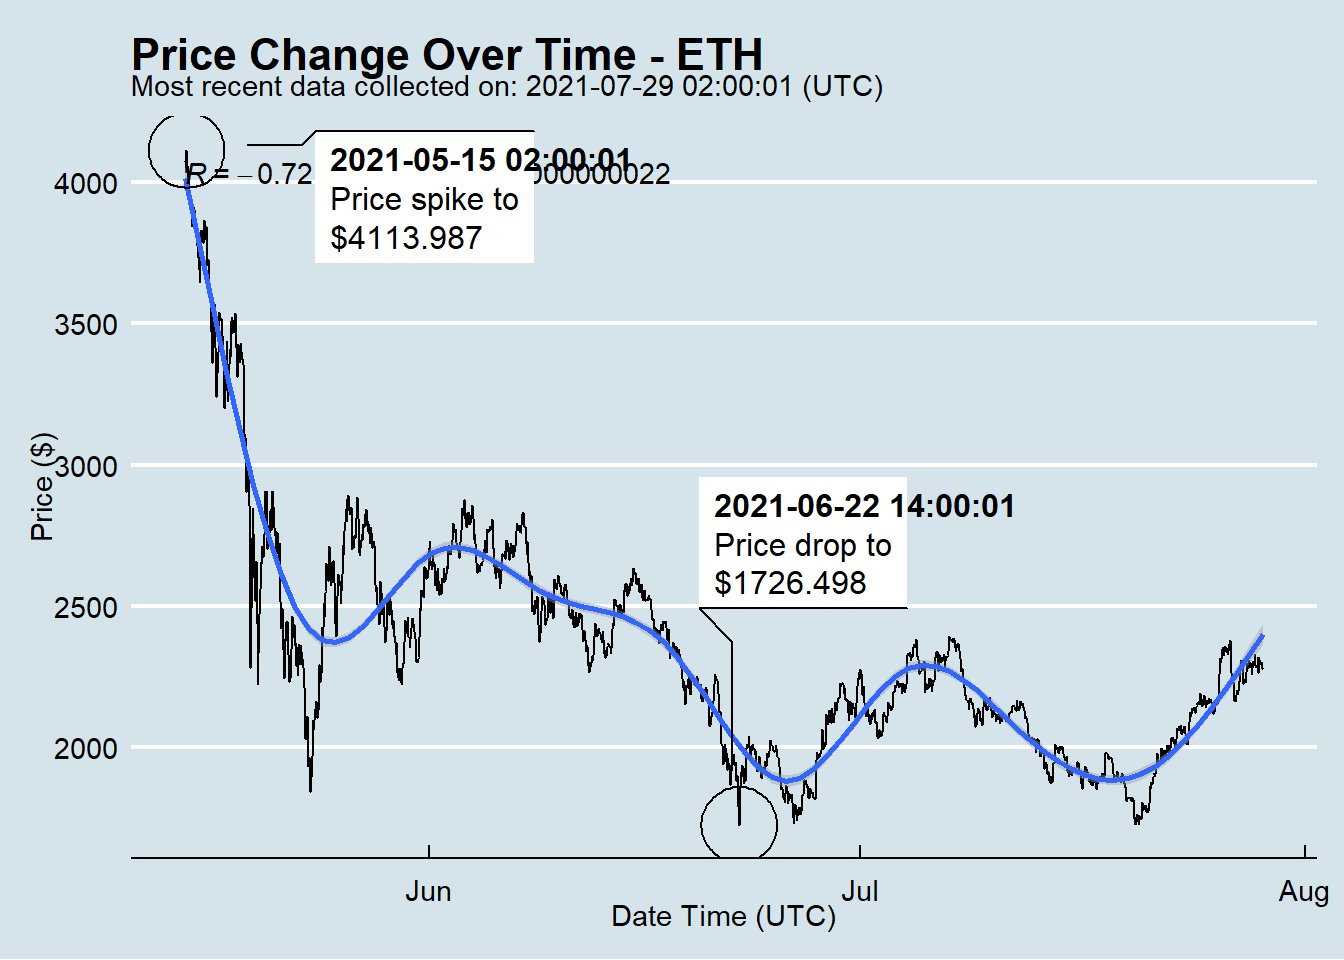 Price Change Over Time - ETH
Most recent data collected on: 2021-07-29 02:00:01 (UTC)
2021-05-15 02:00:01
R = −0.72
Price spike to
$4113.987
4000
3500
3000
2500
2000
Price ($)
2021-06-22 14:00:01
Price drop to
$1726.498
Jun
Jul
Aug
Date Time (UTC)